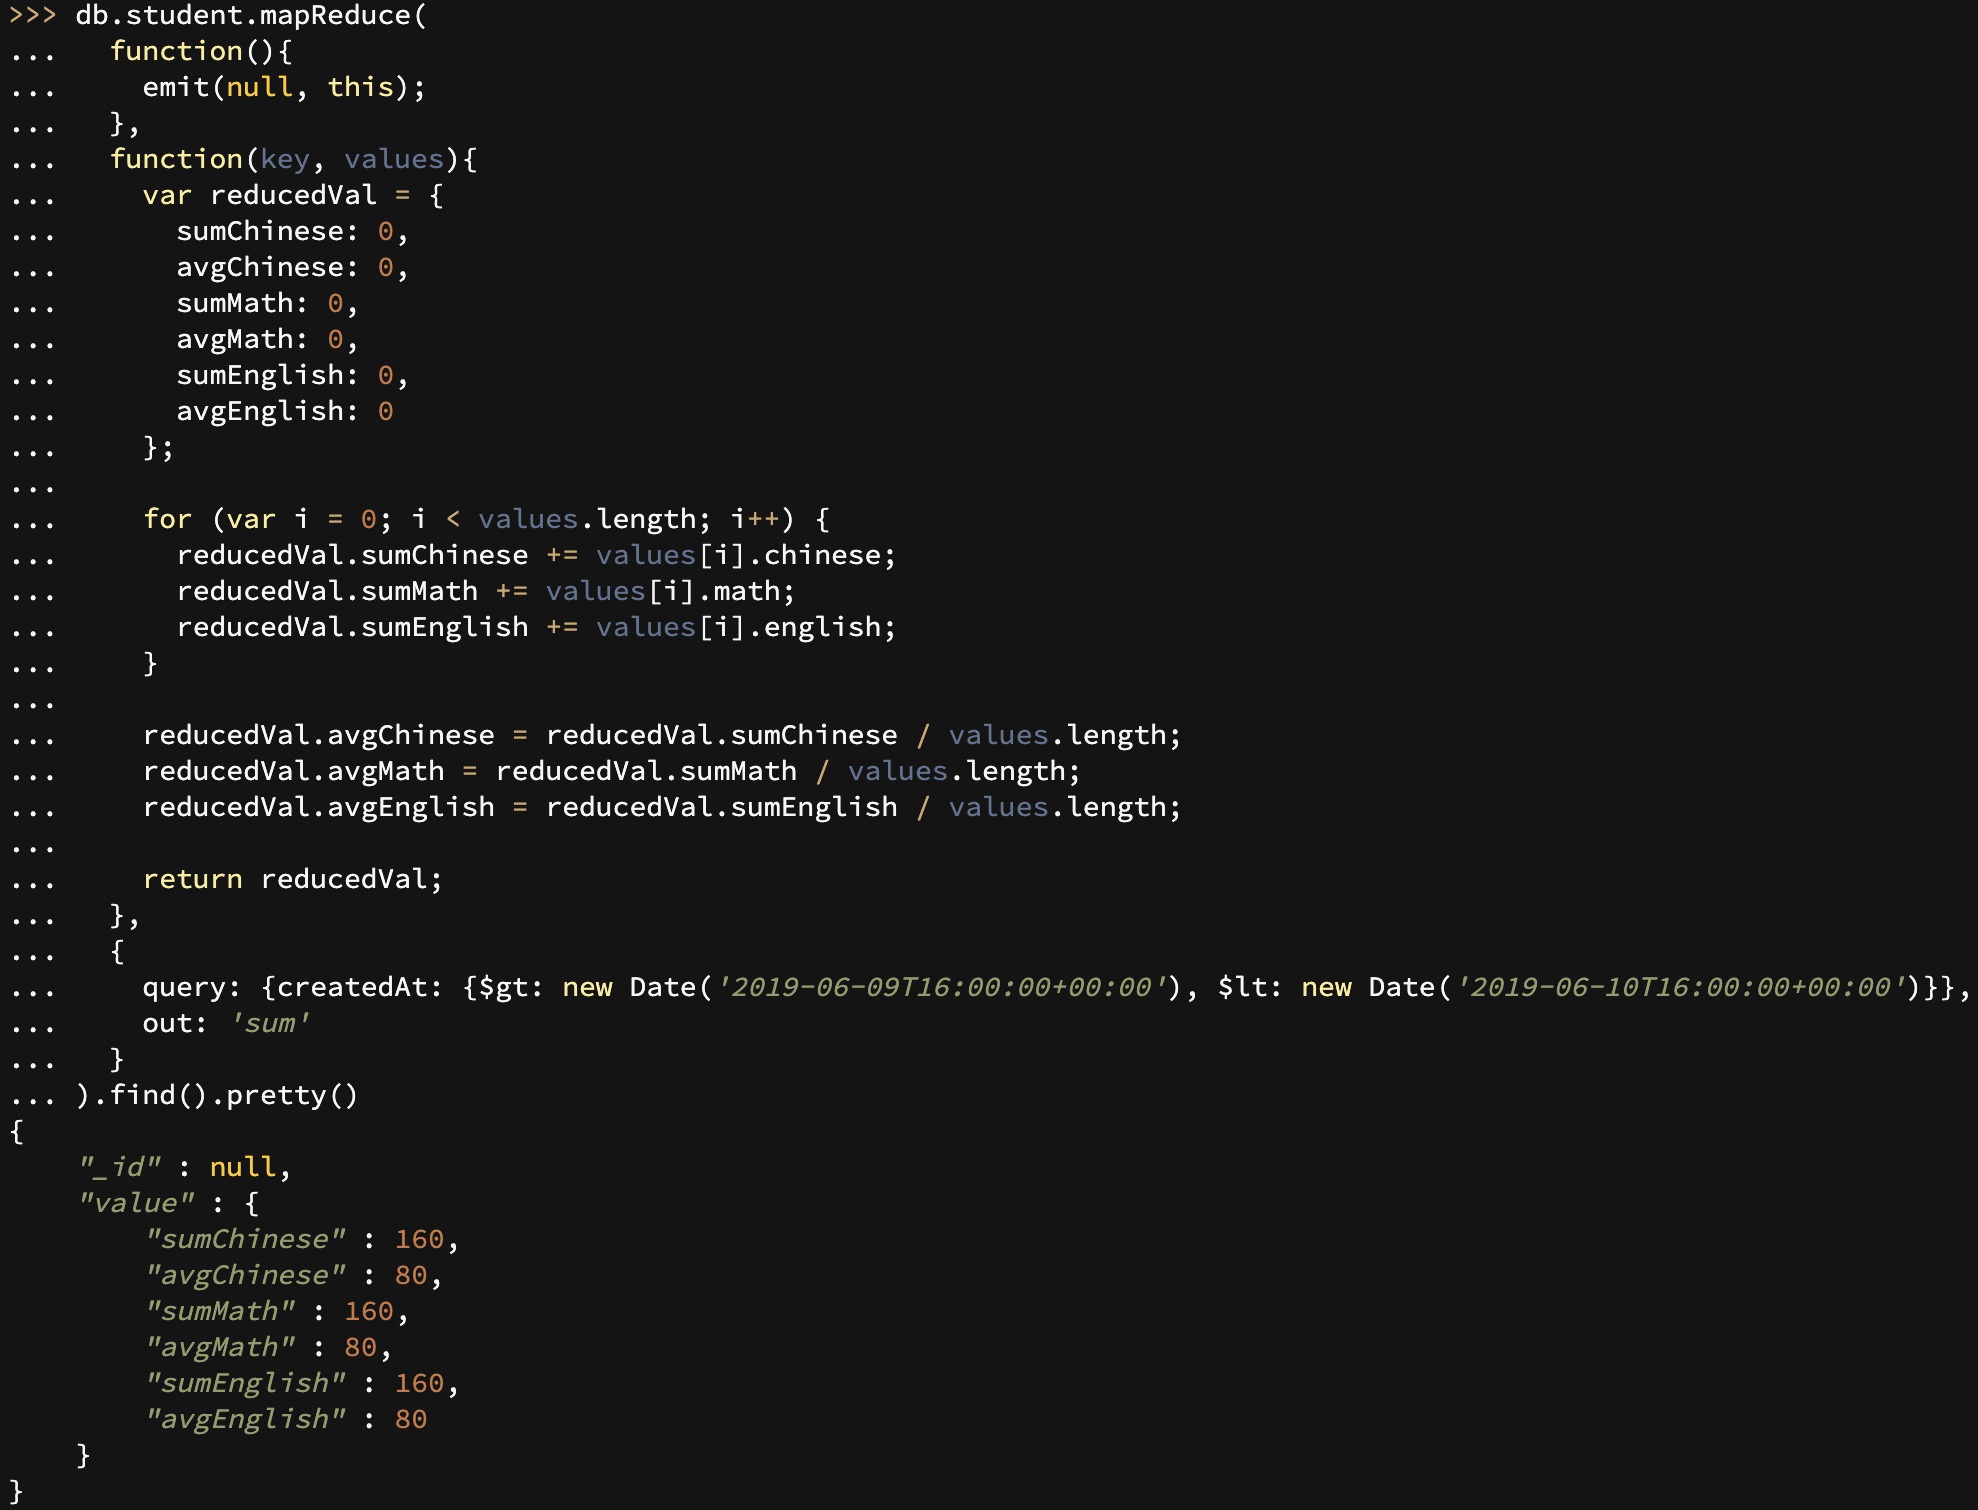 >>> db.student.mapReduce(
...   function(){
...     emit(null, this);
...   },
...   function(key, values){
...     var reducedVal = {
...       sumChinese: 0,
...       avgChinese: 0,
...       sumMath: 0,
...       avgMath: 0,
...       sumEnglish: 0,
...       avgEnglish: 0
...     };
...
...     for (var i = 0; i < values.length; i++) {
...       reducedVal.sumChinese += values[i].chinese;
...       reducedVal.sumMath += values[i].math;
...       reducedVal.sumEnglish += values[i].english;
...     }
...
...     reducedVal.avgChinese = reducedVal.sumChinese / values.length;
...     reducedVal.avgMath = reducedVal.sumMath / values.length;
...     reducedVal.avgEnglish = reducedVal.sumEnglish / values.length;
...
...     return reducedVal;
...   },
...   {
...     query: {createdAt: {$gt: new Date('2019-06-09T16:00:00+00:00'), $lt: new Date('2019-06-10T16:00:00+00:00')}},
...     out: 'sum'
...   }
... ).find().pretty()
{
    "_id" : null,
    "value" : {
        "sumChinese" : 160,
        "avgChinese" : 80,
        "sumMath" : 160,
        "avgMath" : 80,
        "sumEnglish" : 160,
        "avgEnglish" : 80
    }
}